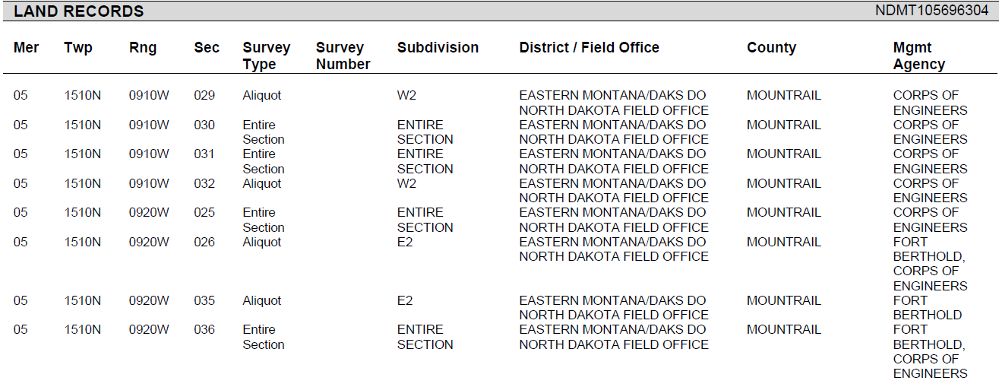 LAND RECORDS NDMT105696304
Mer Twp Rng Sec Survey Survey Subdivision District / Field Office County Mgmt
Type Number Agency
05 1510N 0910W 029 Aliquot W2 EASTERN MONTANA/DAKS DO MOUNTRAIL CORPS OF
NORTH DAKOTA FIELD OFFICE ENGINEERS
05 1510N 0910W 030 Entire ENTIRE EASTERN MONTANA/DAKS DO MOUNTRAIL CORPS OF
Section SECTION NORTH DAKOTA FIELD OFFICE ENGINEERS
05 1510N 0910W 031 Entire ENTIRE EASTERN MONTANA/DAKS DO MOUNTRAIL CORPS OF
Section SECTION NORTH DAKOTA FIELD OFFICE ENGINEERS
05 1510N 0910W 032 Aliquot W2 EASTERN MONTANA/DAKS DO MOUNTRAIL CORPS OF
NORTH DAKOTA FIELD OFFICE ENGINEERS
05 1510N 0920W 025 Entire ENTIRE EASTERN MONTANA/DAKS DO MOUNTRAIL CORPS OF
Section SECTION NORTH DAKOTA FIELD OFFICE ENGINEERS
05 1510N 0920W 026 Aliquot E2 EASTERN MONTANA/DAKS DO MOUNTRAIL FORT
NORTH DAKOTA FIELD OFFICE BERTHOLD,
CORPS OF
ENGINEERS
05 1510N 0920W 035 Aliquot E2 EASTERN MONTANA/DAKS DO MOUNTRAIL FORT
NORTH DAKOTA FIELD OFFICE BERTHOLD
05 1510N 0920W 036 Entire ENTIRE EASTERN MONTANA/DAKS DO MOUNTRAIL FORT
Section SECTION NORTH DAKOTA FIELD OFFICE BERTHOLD,
CORPS OF
ENGINEERS